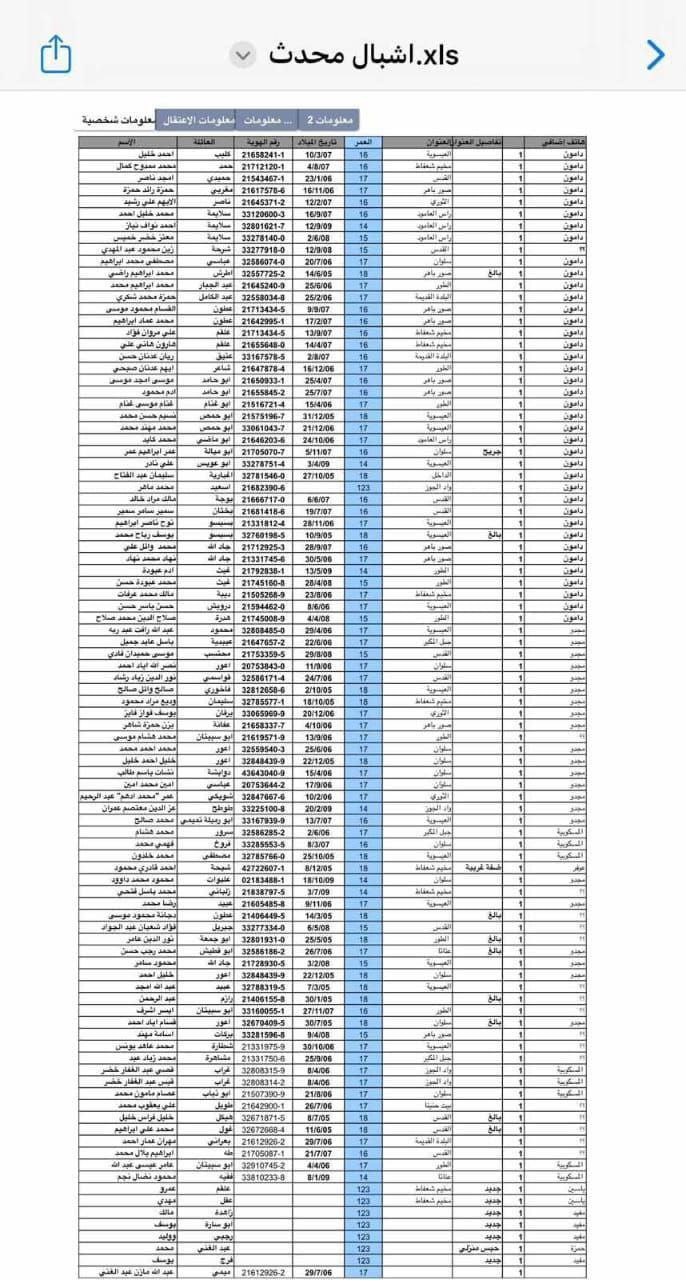 اشبال محدث.xls
معلومات 2 معلومات ... معلومات الاعتقال معلومات شخصية
هاتف إضافي تفاصيل العنوان العنوان العمر تاريخ الميلاد رقم الهوية العائلة الاسم
دامون 1 العيسوية 16 10/3/07 21658241-1 كليب احمد خليل
دامون 1 مخيم شعفاط 16 4/8/07 21712120-1 حمد محمد ممدوح كمال
دامون 1 القدس 17 23/1/06 21543467-1 حميدي امجد ناصر
دامون 1 صور باهر 17 16/11/06 21617578-6 مغربي حمزة رائد حمزة
دامون 1 الثوري 16 12/2/07 21645371-2 ناصر الايهم علي رشيد
دامون 1 راس العامود 16 16/9/07 33120600-3 سلايمة محمد خليل احمد
دامون 1 راس العامود 14 12/9/09 32801621-7 سلايمة احمد نواف نياز
دامون 1 راس العامود 15 2/6/08 33278140-0 سلايمة معتز خضر خميس
؟؟ 1 القدس 15 12/9/08 33277918-0 شرحة زين محمود عبد المهدي
دامون 1 سلوان 17 20/7/06 32586074-0 عباسي مصطفى محمد ابراهيم
دامون 1 بالغ صور باهر 18 14/6/05 32557725-2 اطرش محمد ابراهيم راضي
دامون 1 الطور 17 25/6/06 21645240-9 عبد الجبار محمد ابراهيم محمد
دامون 1 البلدة القديمة 17 25/2/06 32558034-8 عبد الكامل حمزة محمد شكري
دامون 1 صور باهر 16 9/9/07 21713434-5 عطون القسام محمود موسى
دامون 1 صور باهر 16 17/2/07 21642995-1 عطون محمد عماد ابراهيم
دامون 1 مخيم شعفاط 16 13/9/07 21713434-5 علقم علي مروان فؤاد
دامون 1 مخيم شعفاط 16 14/4/07 21655648-0 علقم هارون هاني علي
دامون 1 البلدة القديمة 16 2/8/07 33167578-5 عتيق ريان عدنان حسن
دامون 1 الطور 17 16/12/06 21647878-4 شاعر ايهم عدنان صبحي
دامون 1 صور باهر 16 25/4/07 21650933-1 ابو حامد موسى امجد موسى
دامون 1 صور باهر 16 25/7/07 21655845-2 ابو حامد ادم محمود
دامون 1 الطور 17 15/4/06 21516721-4 ابو غنام غنام موسى غنام
دامون 1 العيسوية 18 31/12/05 21575196-7 ابو حمص نسيم حسن محمد
دامون 1 العيسوية 17 21/12/06 33061043-7 ابو حمص محمد مهند محمد
دامون 1 راس العامود 17 24/10/06 21646203-6 ابو ماضي محمد كايد
دامون 1 جريح سلوان 16 5/11/07 21705070-7 ابو ميالة عمر ابراهيم عمر
دامون 1 العيسوية 14 3/4/09 33278751-4 ابو عويس علي نادر
دامون 1 الداخل 18 27/10/05 32781546-0 اغبارية سليمان عبد الفتاح
دامون 1 واد الجوز 123 21682390-6 اسعيد محمد ماهر
دامون 1 القدس 16 6/6/07 21666717-0 بوجة مالك مراد خالد
دامون 1 القدس 16 19/7/07 21681418-6 بختان سمير سامر سمير
دامون 1 العيسوية 17 28/11/06 21331812-4 بسبسو نوح ناصر ابراهيم
دامون 1 بالغ العيسوية 18 10/9/05 32760198-5 بسبسو يوسف رباح محمد
دامون 1 صور باهر 16 28/9/07 21712925-3 جاد الله محمد وائل علي
دامون 1 صور باهر 17 30/5/06 21331745-6 جاد الله نهاد محمد نهاد
دامون 1 الطور 14 13/5/09 21792838-1 غيث ادم عبودة
دامون 1 الطور 15 28/4/08 21745160-8 غيث محمد عبودة حسن
دامون 1 مخيم شعفاط 17 23/8/06 21505268-9 ديبة مالك محمد عرفات
دامون 1 العيسوية 17 8/6/06 21594462-0 درويش حسن ياسر حسن
دامون 1 الطور 15 4/4/08 21745008-9 هدرة صلاح الدين محمد صلاح
مجدو 1 العيسوية 17 29/4/06 32808485-0 محمود عبد الله رافت عبد ربه
مجدو 1 جبل المكبر 17 22/6/06 21647657-2 عبيدية باسل عايد جميل
مجدو 1 القدس 15 29/8/08 21753359-5 محتسب موسى حميدان فادي
مجدو 1 سلوان 17 11/9/06 20753843-0 اعور نصر الله اياد احمد
مجدو 1 القدس 17 24/7/06 32586171-4 قواسمي نور الدين زياد رشاد
مجدو 1 العيسوية 18 2/10/05 32812658-6 فاخوري صالح وائل صالح
مجدو 1 مخيم شعفاط 18 18/10/05 32785577-1 سليمان وديع مراد محمود
مجدو 1 الثوري 17 20/12/06 33065969-9 برقان يوسف فواز فايز
مجدو 1 صور باهر 17 4/10/06 21658337-7 عفانة يزن حمزة شاهر
؟؟ 1 الطور 17 13/9/06 21619571-9 ابو سبيتان محمد هشام موسى
مجدو 1 سلوان 17 25/6/06 32559540-3 اعور محمد احمد محمد
مجدو 1 سلوان 18 22/12/05 32848439-9 اعور خليل احمد خليل
مجدو 1 سلوان 17 15/4/06 43643040-9 دوابشة نشات باسم طالب
مجدو 1 سلوان 17 17/9/06 20753644-2 عباسي امين محمد امين
مجدو 1 الثوري 17 10/2/06 32847667-6 شويكي عمر "محمد ادهم" عبد الرحيم
مجدو 1 واد الجوز 14 20/2/09 33225100-8 طوطح عز الدين معتصم عمران
مجدو 1 العيسوية 16 13/7/07 33167939-9 ابو رميلة تميمي محمد صالح
المسكوبية 1 جبل المكبر 17 2/6/06 32586285-2 سرور محمد هشام
المسكوبية 1 سلوان 16 8/3/07 33285553-5 فروخ فهمي محمد
المسكوبية 1 العيسوية 18 25/10/05 32785766-0 مصطفى محمد خلدون
عوفر 1 ضفة غربية مخيم شعفاط 18 8/12/05 42722607-1 شيحة احمد قادري محمود
مجدو 1 سلوان 14 18/10/09 02183488-1 عليوات محمود محمد داوود
؟؟ 1 مخيم شعفاط 14 3/7/09 21838797-5 زلباني محمد باسل فتحي
مجدو 1 العيسوية 17 9/11/06 21605485-8 عبيد رضا محمد
؟؟ 1 بالغ 18 14/3/05 21406449-5 عطون دجانة محمود موسى
؟؟ 1 القدس 15 6/5/08 33277334-0 جبريل فؤاد شعبان عبد الجواد
؟؟ 1 بالغ الطور 18 25/5/05 32801931-0 ابو جمعة نور الدين عامر
مجدو 1 بالغ عناتا 17 26/7/06 32586186-2 ابو قطيش محمد رجب حسن
مجدو 1 العيسوية 15 3/2/08 21728930-5 جاد الله محمود سامر
مجدو 1 سلوان 18 22/12/05 32848439-9 اعور خليل احمد
؟؟ 1 العيسوية 18 7/3/05 32788319-5 عبيد عبد الله امجد
؟؟ 1 بالغ 18 30/1/05 21406155-8 رازم عبد الرحمن
؟؟ 1 الطور 16 27/11/07 33160055-1 ابو سبيتان ايسر اشرف
مجدو 1 بالغ سلوان 18 30/7/05 32670409-5 اعور قسام اياد احمد
؟؟ 1 صور باهر 15 9/4/08 33281596-8 بركات اسامة مهند
؟؟ 1 العيسوية 17 30/10/06 21331975-9 شطارة محمد عاهد يونس
؟؟ 1 جبل المكبر 17 25/9/06 21331750-6 مشاهرة محمد زياد عبد
المسكوبية 1 واد الجوز 17 8/4/06 32808315-9 غراب قصي عبد الغفار خضر
المسكوبية 1 واد الجوز 17 8/4/06 32808314-2 غراب قيس عبد الغفار خضر
المسكوبية 1 سلوان 17 21/8/06 21507390-9 ابو ذياب عصام مامون محمد
؟؟ 1 بيت حنينا 17 26/7/06 21642900-1 طويل علي يعقوب محمد
؟؟ 1 بالغ القدس 18 8/7/05 32671871-5 هيكل خليل فراس خليل
؟؟ 1 بالغ القدس 18 11/6/05 32672668-4 غول محمد علي ابراهيم
؟؟ 1 البلدة القديمة 17 29/7/06 21612926-2 بعراني مهران عمار احمد
؟؟ 1 القدس 16 21/7/07 21705087-1 طه ابراهيم بلال محمد
المسكوبية 1 الطور 17 4/4/06 32910745-2 ابو سبيتان عامر عيسى عبد الله
المسكوبية 1 عناتا 14 8/1/09 33810233-8 فقيه محمود نضال نجم
ياسين 1 جديد مخيم شعفاط 123 علقم عمرو
ياسين 1 جديد مخيم شعفاط 123 عقل مهدي
مفيد 1 جديد 123 زاهدة مالك
مفيد 1 جديد 123 ابو سارة يوسف
مفيد 1 جديد 123 رجبي ووليد
حمزة 1 حبس منزلي 123 عبد الغني محمد
مفيد 1 جديد 123 فرح يوسف
1 17 29/7/06 21612926-2 ميمي عبد الله مازن عبد الغني